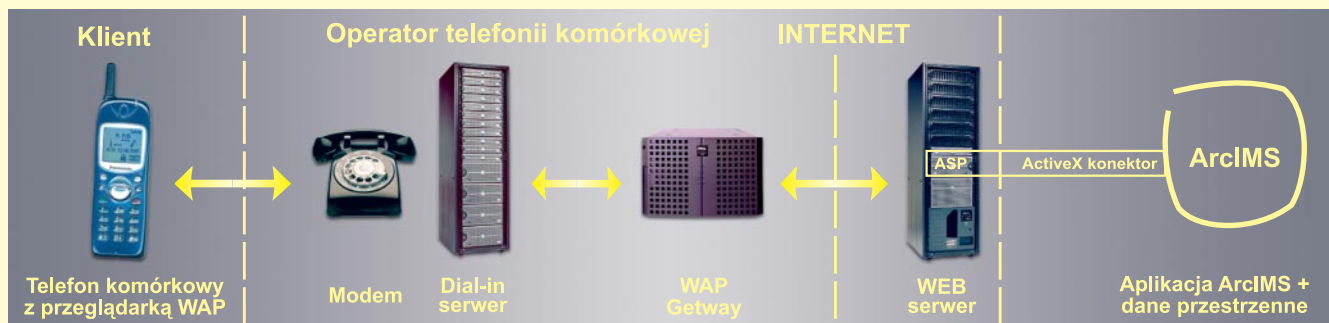 Klient
Operator telefonii komórkowej
INTERNET
ASP
ActiveX konektor
ArcIMS
Telefon komórkowy
z przeglądarką WAP
Modem
Dial-in
serwer
WAP
Getway
WEB
serwer
Aplikacja ArcIMS +
dane przestrzenne